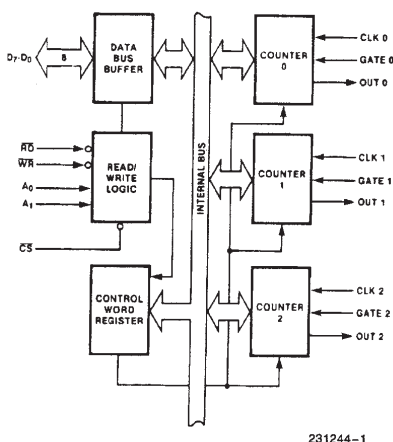 D7-D0
8
DATA
BUS
BUFFER
RD
WR
A0
A1
CS
READ/
WRITE
LOGIC
CONTROL
WORD
REGISTER
INTERNAL BUS
COUNTER
0
CLK 0
GATE 0
OUT 0
COUNTER
1
CLK 1
GATE 1
OUT 1
COUNTER
2
CLK 2
GATE 2
OUT 2
231244-1